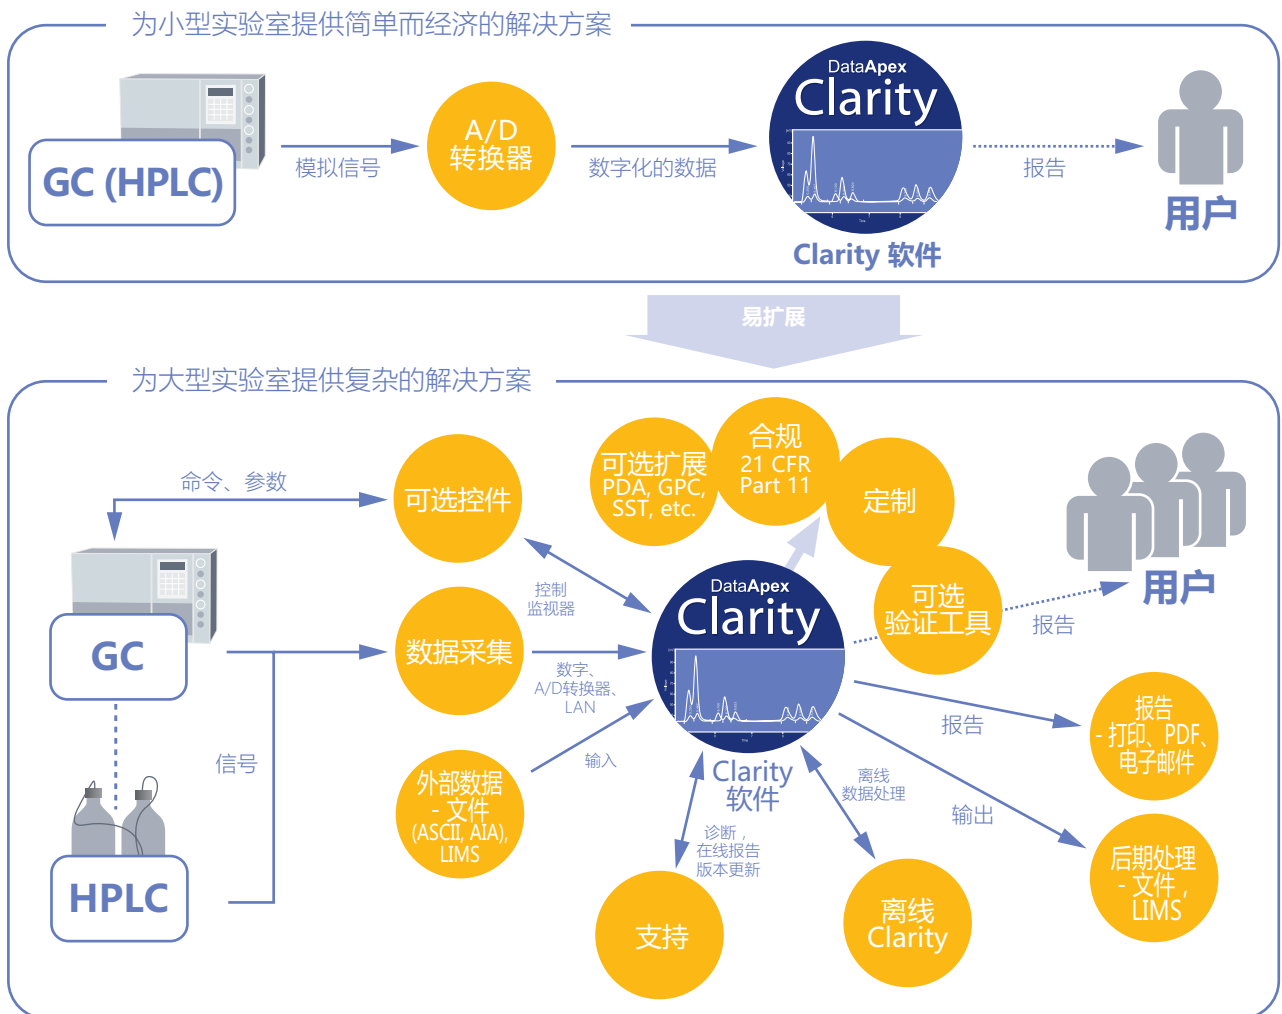 为小型实验室提供简单而经济的解决方案
GC (HPLC)
模拟信号
A/D
转换器
数字化的数据
DataApex
Clarity
Clarity 软件
报告
用户
易扩展
为大型实验室提供复杂的解决方案
命令、参数
可选控件
可选扩展
PDA, GPC,
SST, etc.
合规
21 CFR
Part 11
定制
可选
验证工具
用户
报告
控制
监视器
DataApex
Clarity
Clarity
软件
GC
数据采集
数字、
A/D转换器、
LAN
信号
外部数据
- 文件
(ASCII, AIA),
LIMS
输入
HPLC
诊断，
在线报告
版本更新
支持
离线
数据处理
离线
Clarity
报告
报告
- 打印、PDF、
电子邮件
输出
后期处理
- 文件，
LIMS